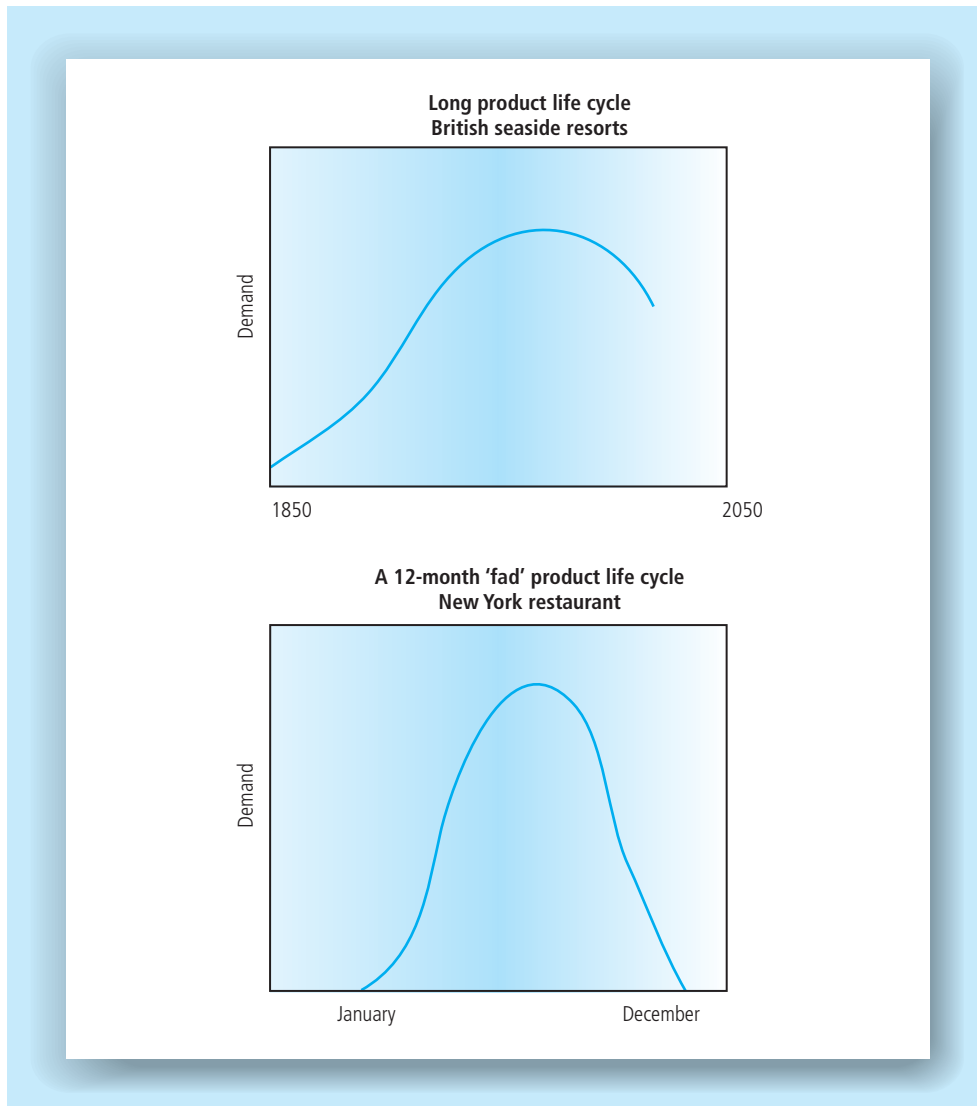 Long product life cycle
British seaside resorts
Demand
1850
2050
A 12-month ‘fad’ product life cycle
New York restaurant
Demand
January
December